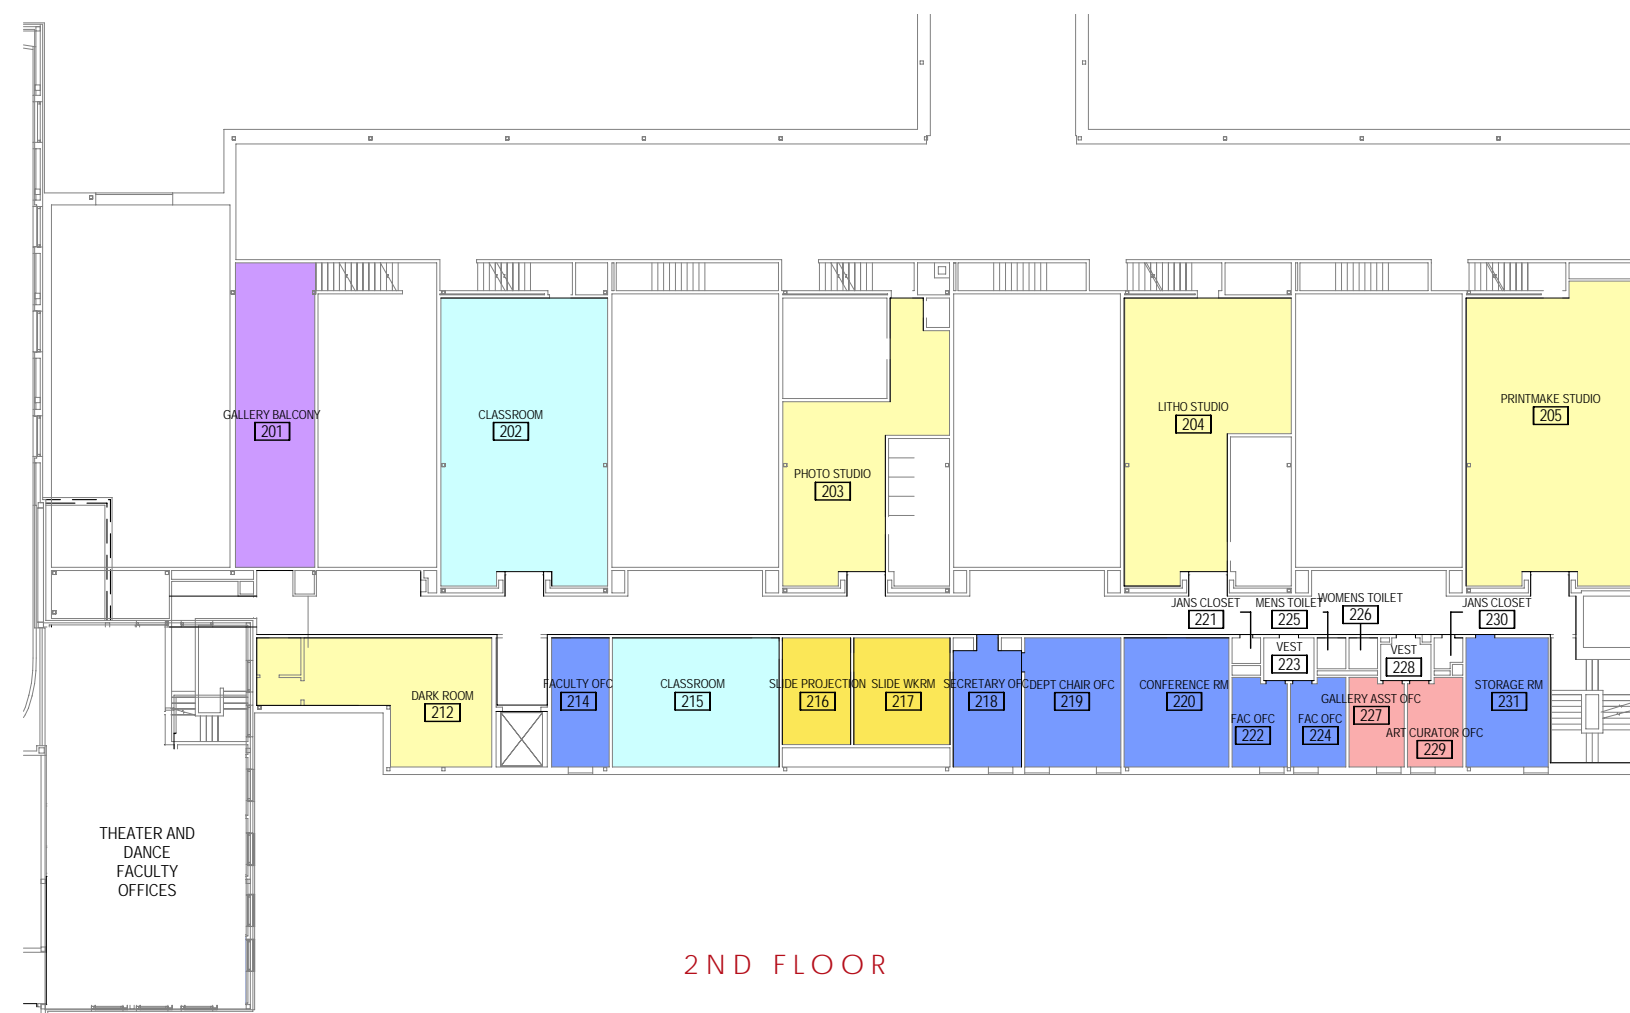 GALLERY BALCONY
201
CLASSROOM
202
PHOTO STUDIO
203
LITHO STUDIO
204
PRINTMAKE STUDIO
205
JANS CLOSET
221
MENS TOILET
225
WOMENS TOILET
226
JANS CLOSET
230
VEST
223
VEST
228
DARK ROOM
212
FACULTY OFC
214
CLASSROOM
215
SLIDE PROJECTION
216
SLIDE WKRM
217
SECRETARY OFC
218
DEPT CHAIR OFC
219
CONFERENCE RM
220
FAC OFC
222
FAC OFC
224
GALLERY ASST OFC
227
ART CURATOR OFC
229
STORAGE RM
231
THEATER AND
DANCE
FACULTY
OFFICES
2ND FLOOR